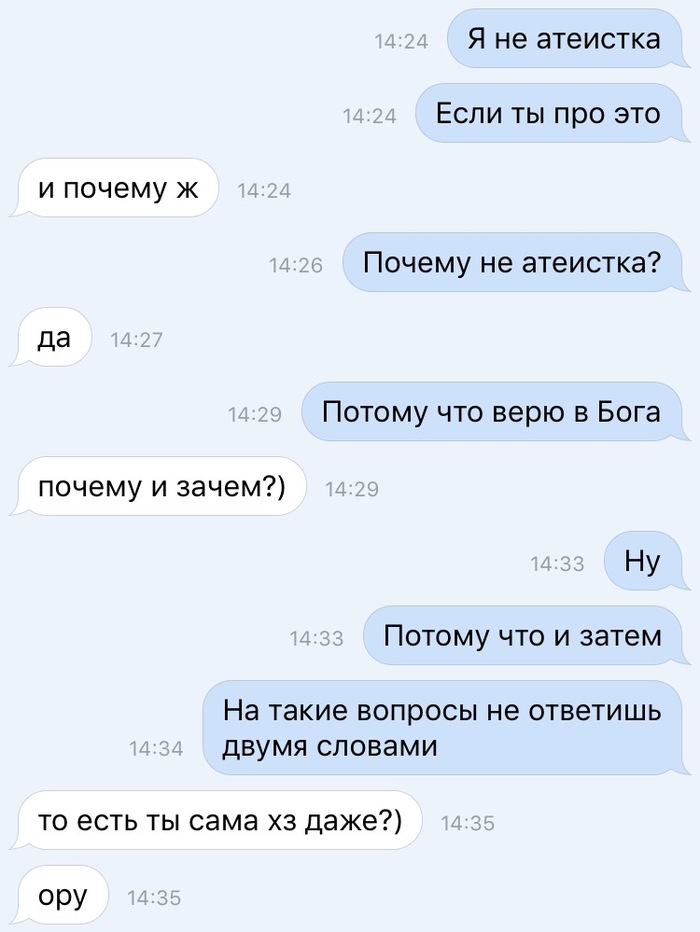 14:24 Я не атеистка
14:24 Если ты про это
и почему ж 14:24
14:26 Почему не атеистка?
да 14:27
14:29 Потому что верю в Бога
почему и зачем?) 14:29
14:33 Ну
14:33 Потому что и затем
На такие вопросы не ответишь
14:34 двумя словами
то есть ты сама хз даже?) 14:35
ору 14:35